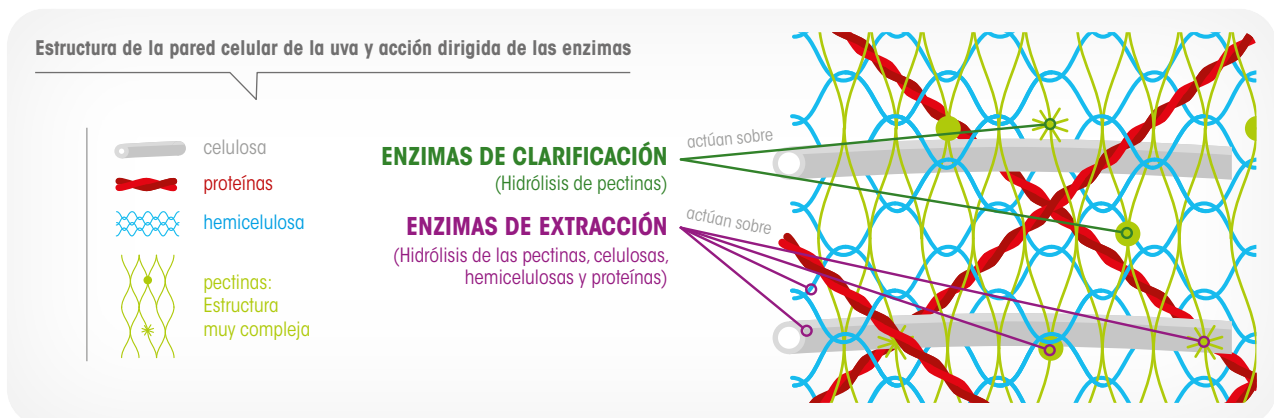 Estructura de la pared celular de la uva y acción dirigida de las enzimas
celulosa
proteínas
hemicelulosa
pectinas:
Estructura
muy compleja
ENZIMAS DE CLARIFICACIÓN
(Hidrólisis de pectinas)
actúan sobre
ENZIMAS DE EXTRACCIÓN
(Hidrólisis de las pectinas, celulosas,
hemicelulosas y proteínas)
actúan sobre